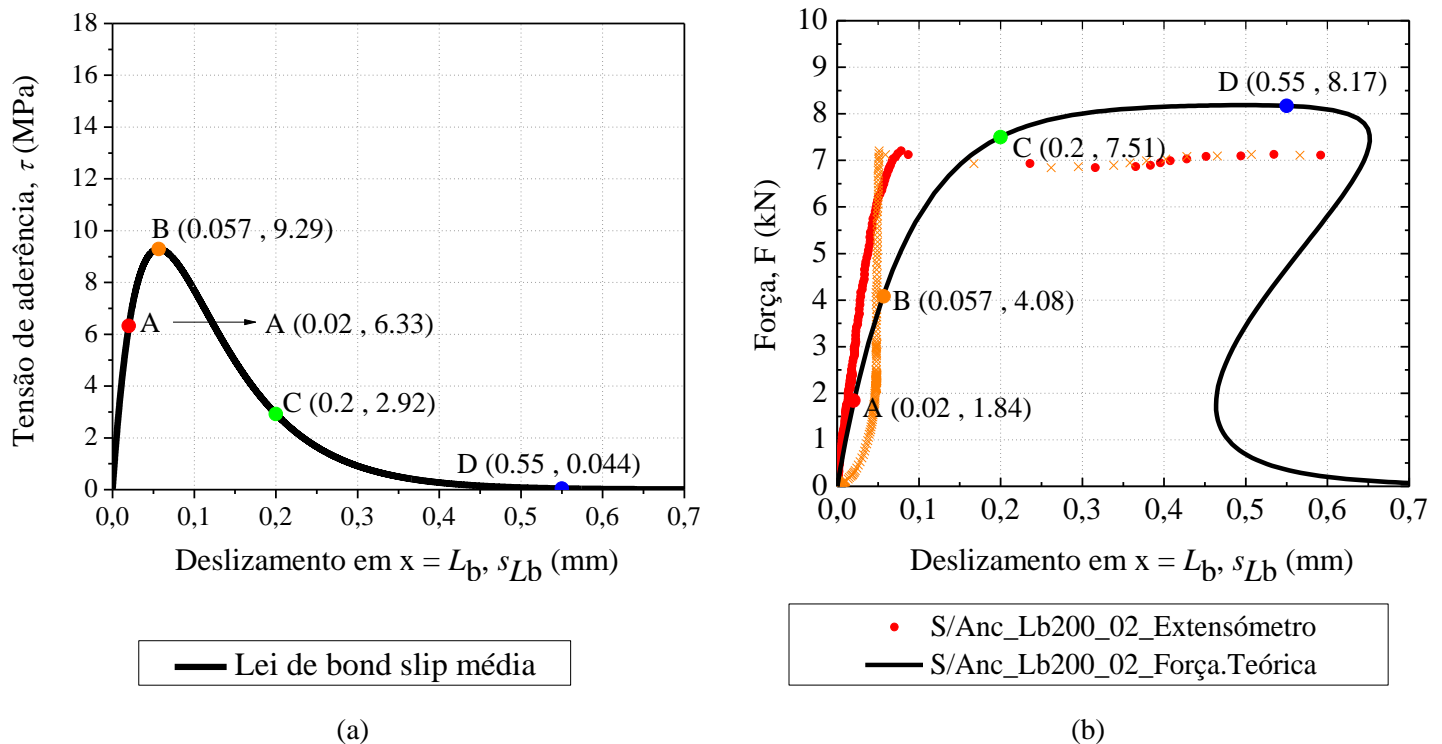 18
16
14
12
10
8
6
4
2
0
Tensão de aderência, τ (MPa)
B (0.057 , 9.29)
A
A (0.02 , 6.33)
C (0.2 , 2.92)
D (0.55 , 0.044)
0,0 0,1 0,2 0,3 0,4 0,5 0,6 0,7
Deslizamento em x = Lb, sLb (mm)
Lei de bond slip média
(a)
10
9
8
7
6
5
4
3
2
1
0
Força, F (kN)
D (0.55 , 8.17)
C (0.2 , 7.51)
B (0.057 , 4.08)
A (0.02 , 1.84)
0,0 0,1 0,2 0,3 0,4 0,5 0,6 0,7
Deslizamento em x = Lb, sLb (mm)
S/Anc_Lb200_02_Extensómetro
S/Anc_Lb200_02_Força.Teórica
(b)